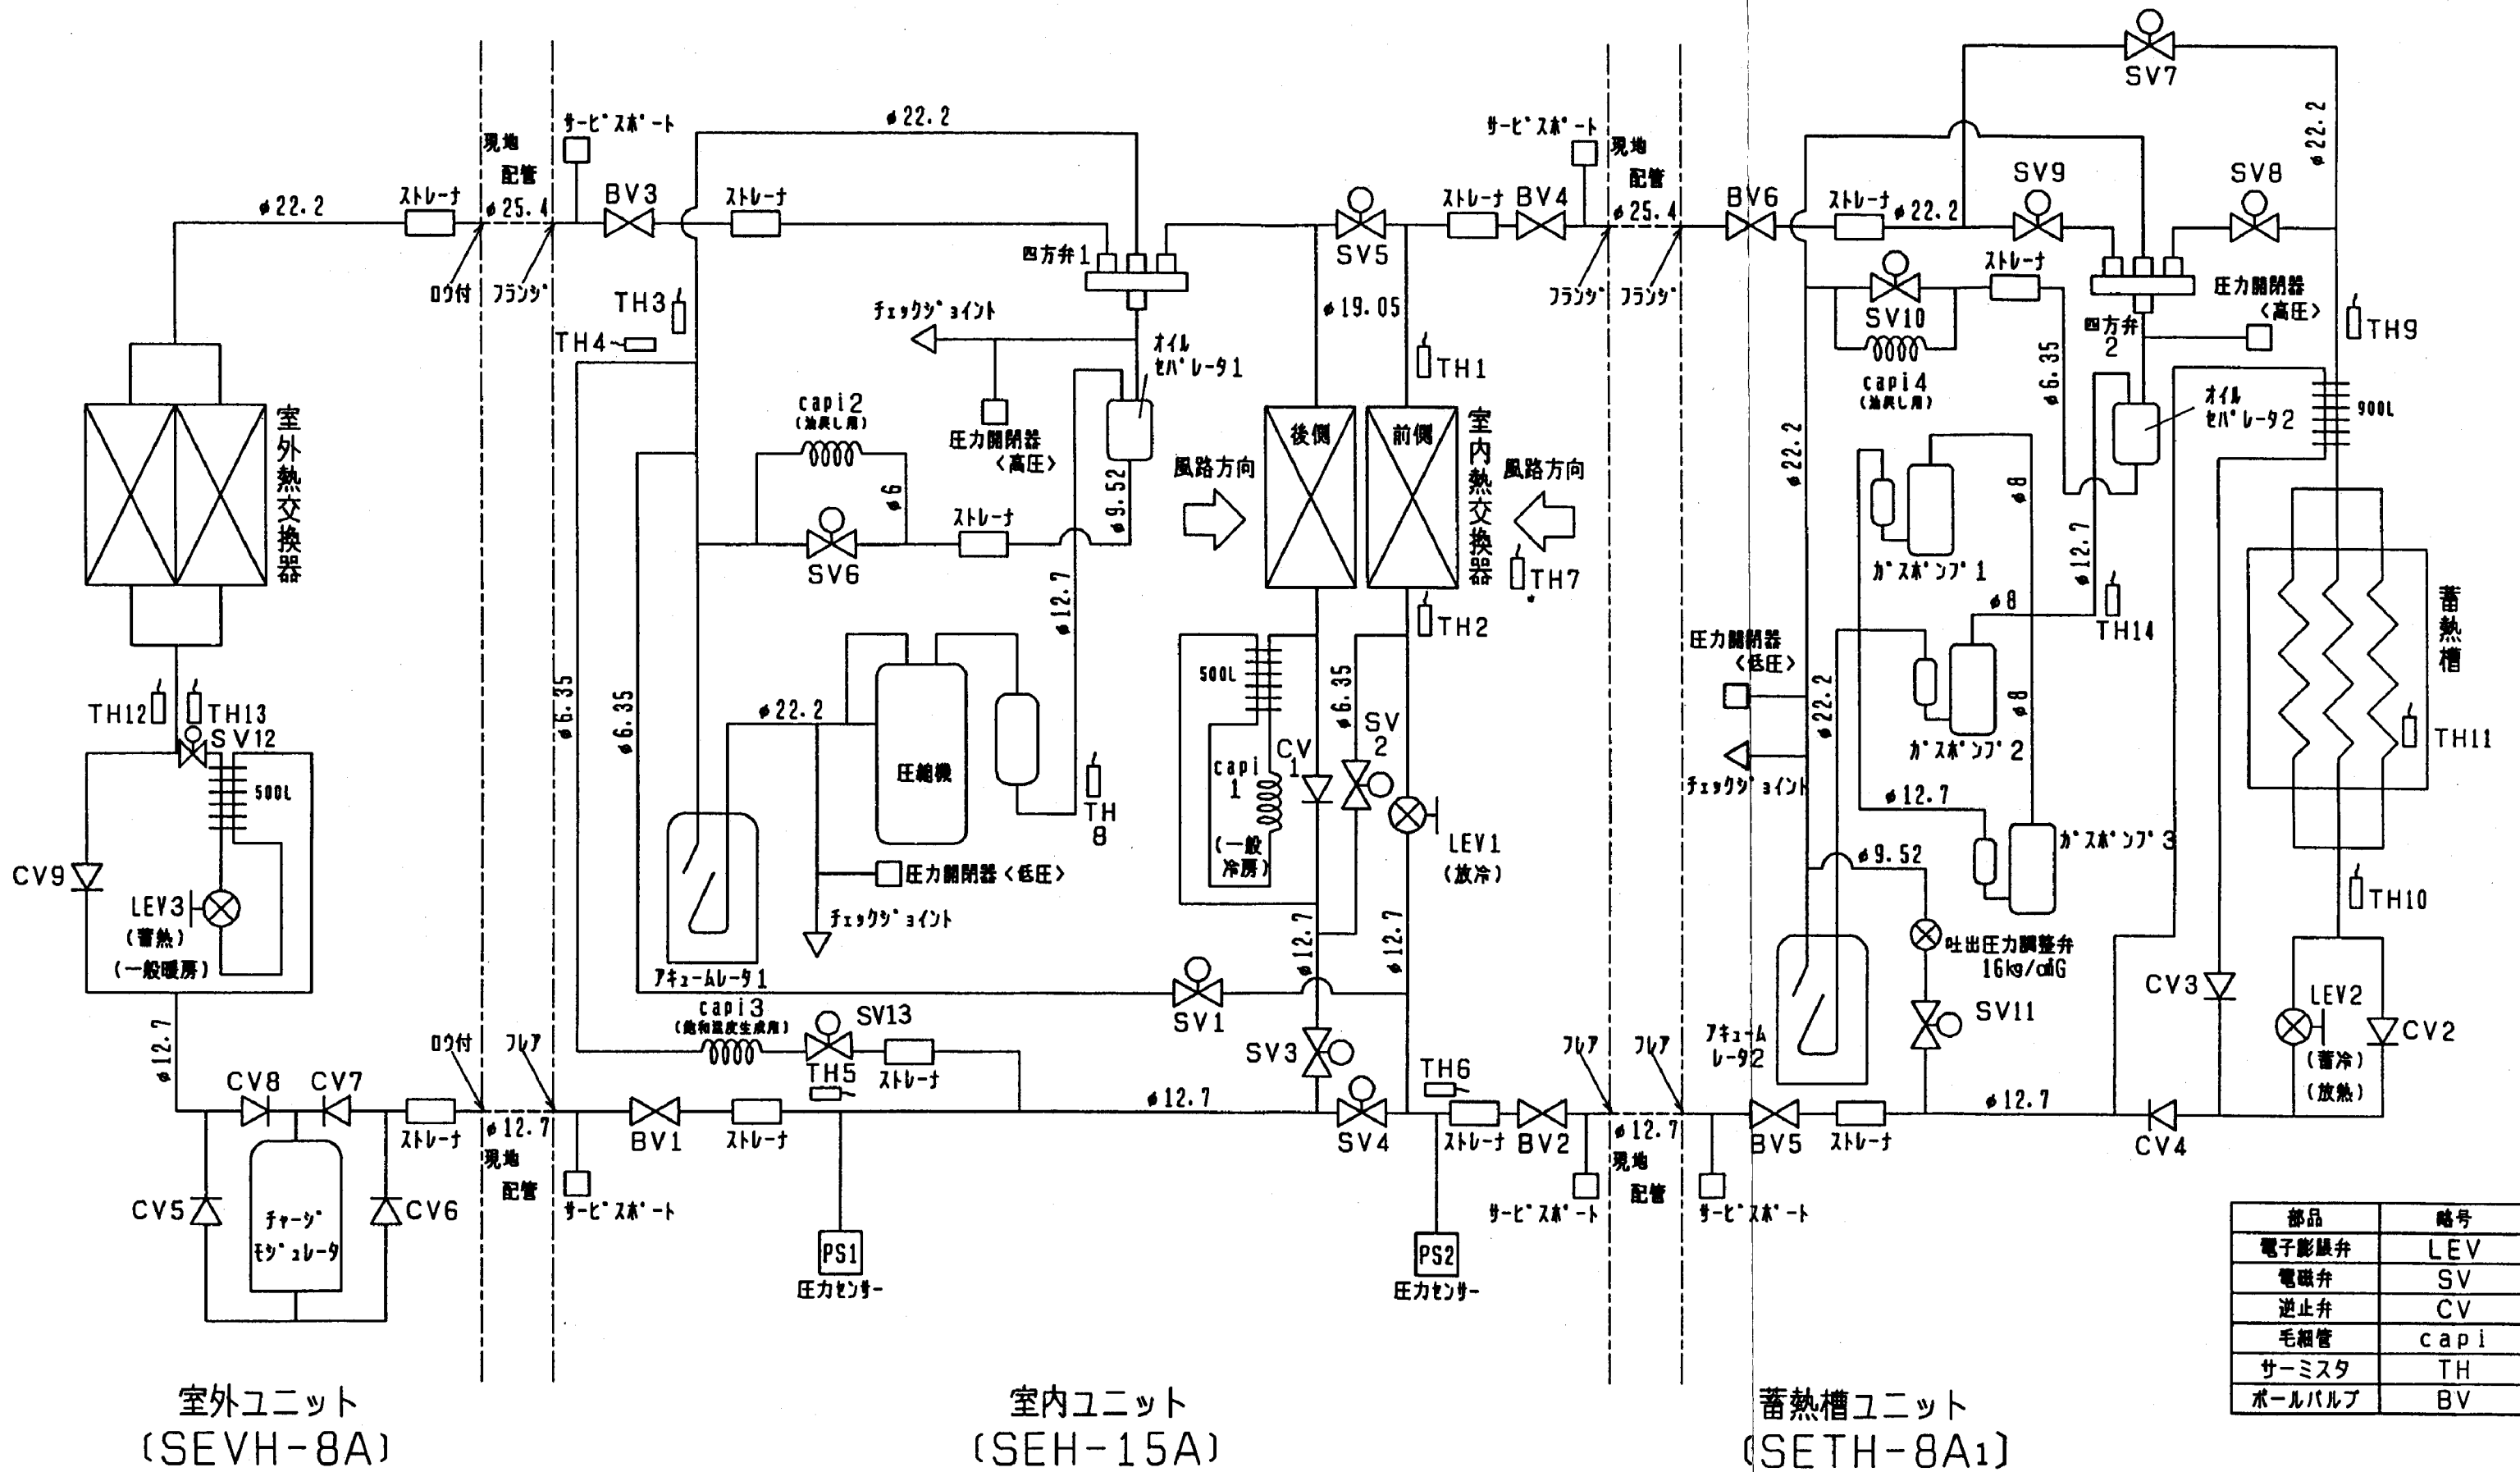 SV7
サービスポート
φ22.2
サービスポート
現地
配管
現地
配管
φ22.2
ストレーナ
φ25.4
BV3
ストレーナ
φ22.2
SV5
ストレーナ
BV4
φ25.4
BV6
ストレーナ
φ22.2
SV9
SV8
ロウ付
フランジ
四方弁1
フランジ
フランジ
ストレーナ
圧力開閉器
<高圧>
TH3
TH4
チェックジョイント
φ19.05
SV10
四方弁
2
TH9
オイル
セパレータ1
TH1
φ6.35
capi2
(油戻し用)
capi4
(油戻し用)
オイル
セパレータ2
900L
室外熱交換器
圧力開閉器
<高圧>
後側
前側
室内熱交換器
風路方向
風路方向
φ22.2
φ6
φ9.52
ストレーナ
SV6
TH7
φ8
ガスポンプ1
φ12.7
φ12.7
φ8
TH2
TH14
蓄熱槽
圧力開閉器
<低圧>
500L
φ6.35
φ6.35
φ6.35
φ22.2
φ22.2
φ8
TH12
TH13
SV12
SV
2
CV
1
capi
1
ガスポンプ2
TH11
500L
圧縮機
TH
8
チェックジョイント
φ12.7
(一般
冷房)
LEV1
(放冷)
ガスポンプ3
CV9
LEV3
(蓄熱)
(一般暖房)
圧力開閉器<低圧>
チェックジョイント
φ9.52
TH10
φ12.7
φ12.7
吐出圧力調整弁
16kg/c㎡G
アキュームレータ1
capi3
(飽和温度生成用)
SV13
SV1
CV3
LEV2
(蓄冷)
(放熱)
CV2
SV11
φ12.7
ロウ付
フレア
TH5
ストレーナ
SV3
TH6
フレア
フレア
アキューム
レータ2
CV8
CV7
ストレーナ
φ12.7
BV1
ストレーナ
φ12.7
SV4
ストレーナ
BV2
φ12.7
BV5
ストレーナ
φ12.7
CV4
現地
配管
現地
配管
CV5
チャージ
モジュレータ
CV6
サービスポート
サービスポート
サービスポート
PS1
圧力センサー
PS2
圧力センサー
部品 略号
電子膨脹弁 LEV
電磁弁 SV
逆止弁 CV
毛細管 capi
サーミスタ TH
ボールバルブ BV
室外ユニット
〔SEVH-8A〕
室内ユニット
〔SEH-15A〕
蓄熱槽ユニット
〔SETH-8A1〕